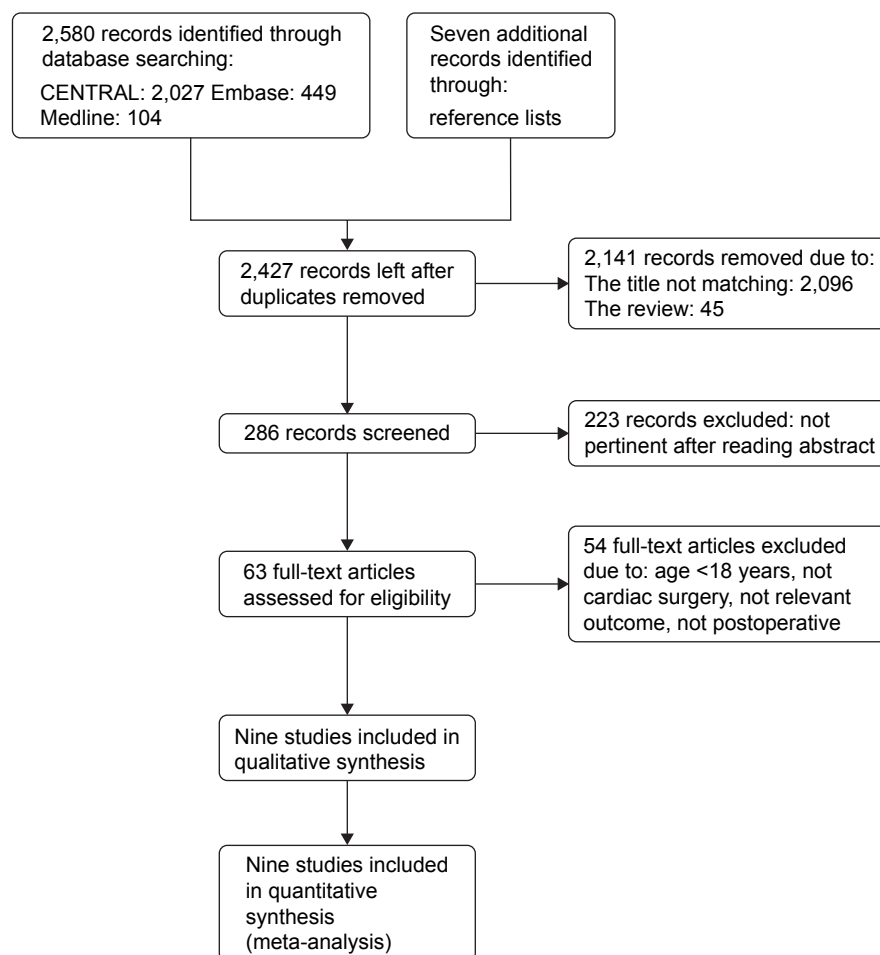 2,580 records identified through
database searching:
CENTRAL: 2,027 Embase: 449
Medline: 104
Seven additional
records identified
through:
reference lists
2,427 records left after
duplicates removed
2,141 records removed due to:
The title not matching: 2,096
The review: 45
286 records screened
223 records excluded: not
pertinent after reading abstract
63 full-text articles
assessed for eligibility
54 full-text articles excluded
due to: age <18 years, not
cardiac surgery, not relevant
outcome, not postoperative
Nine studies included in
qualitative synthesis
Nine studies included
in quantitative
synthesis
(meta-analysis)